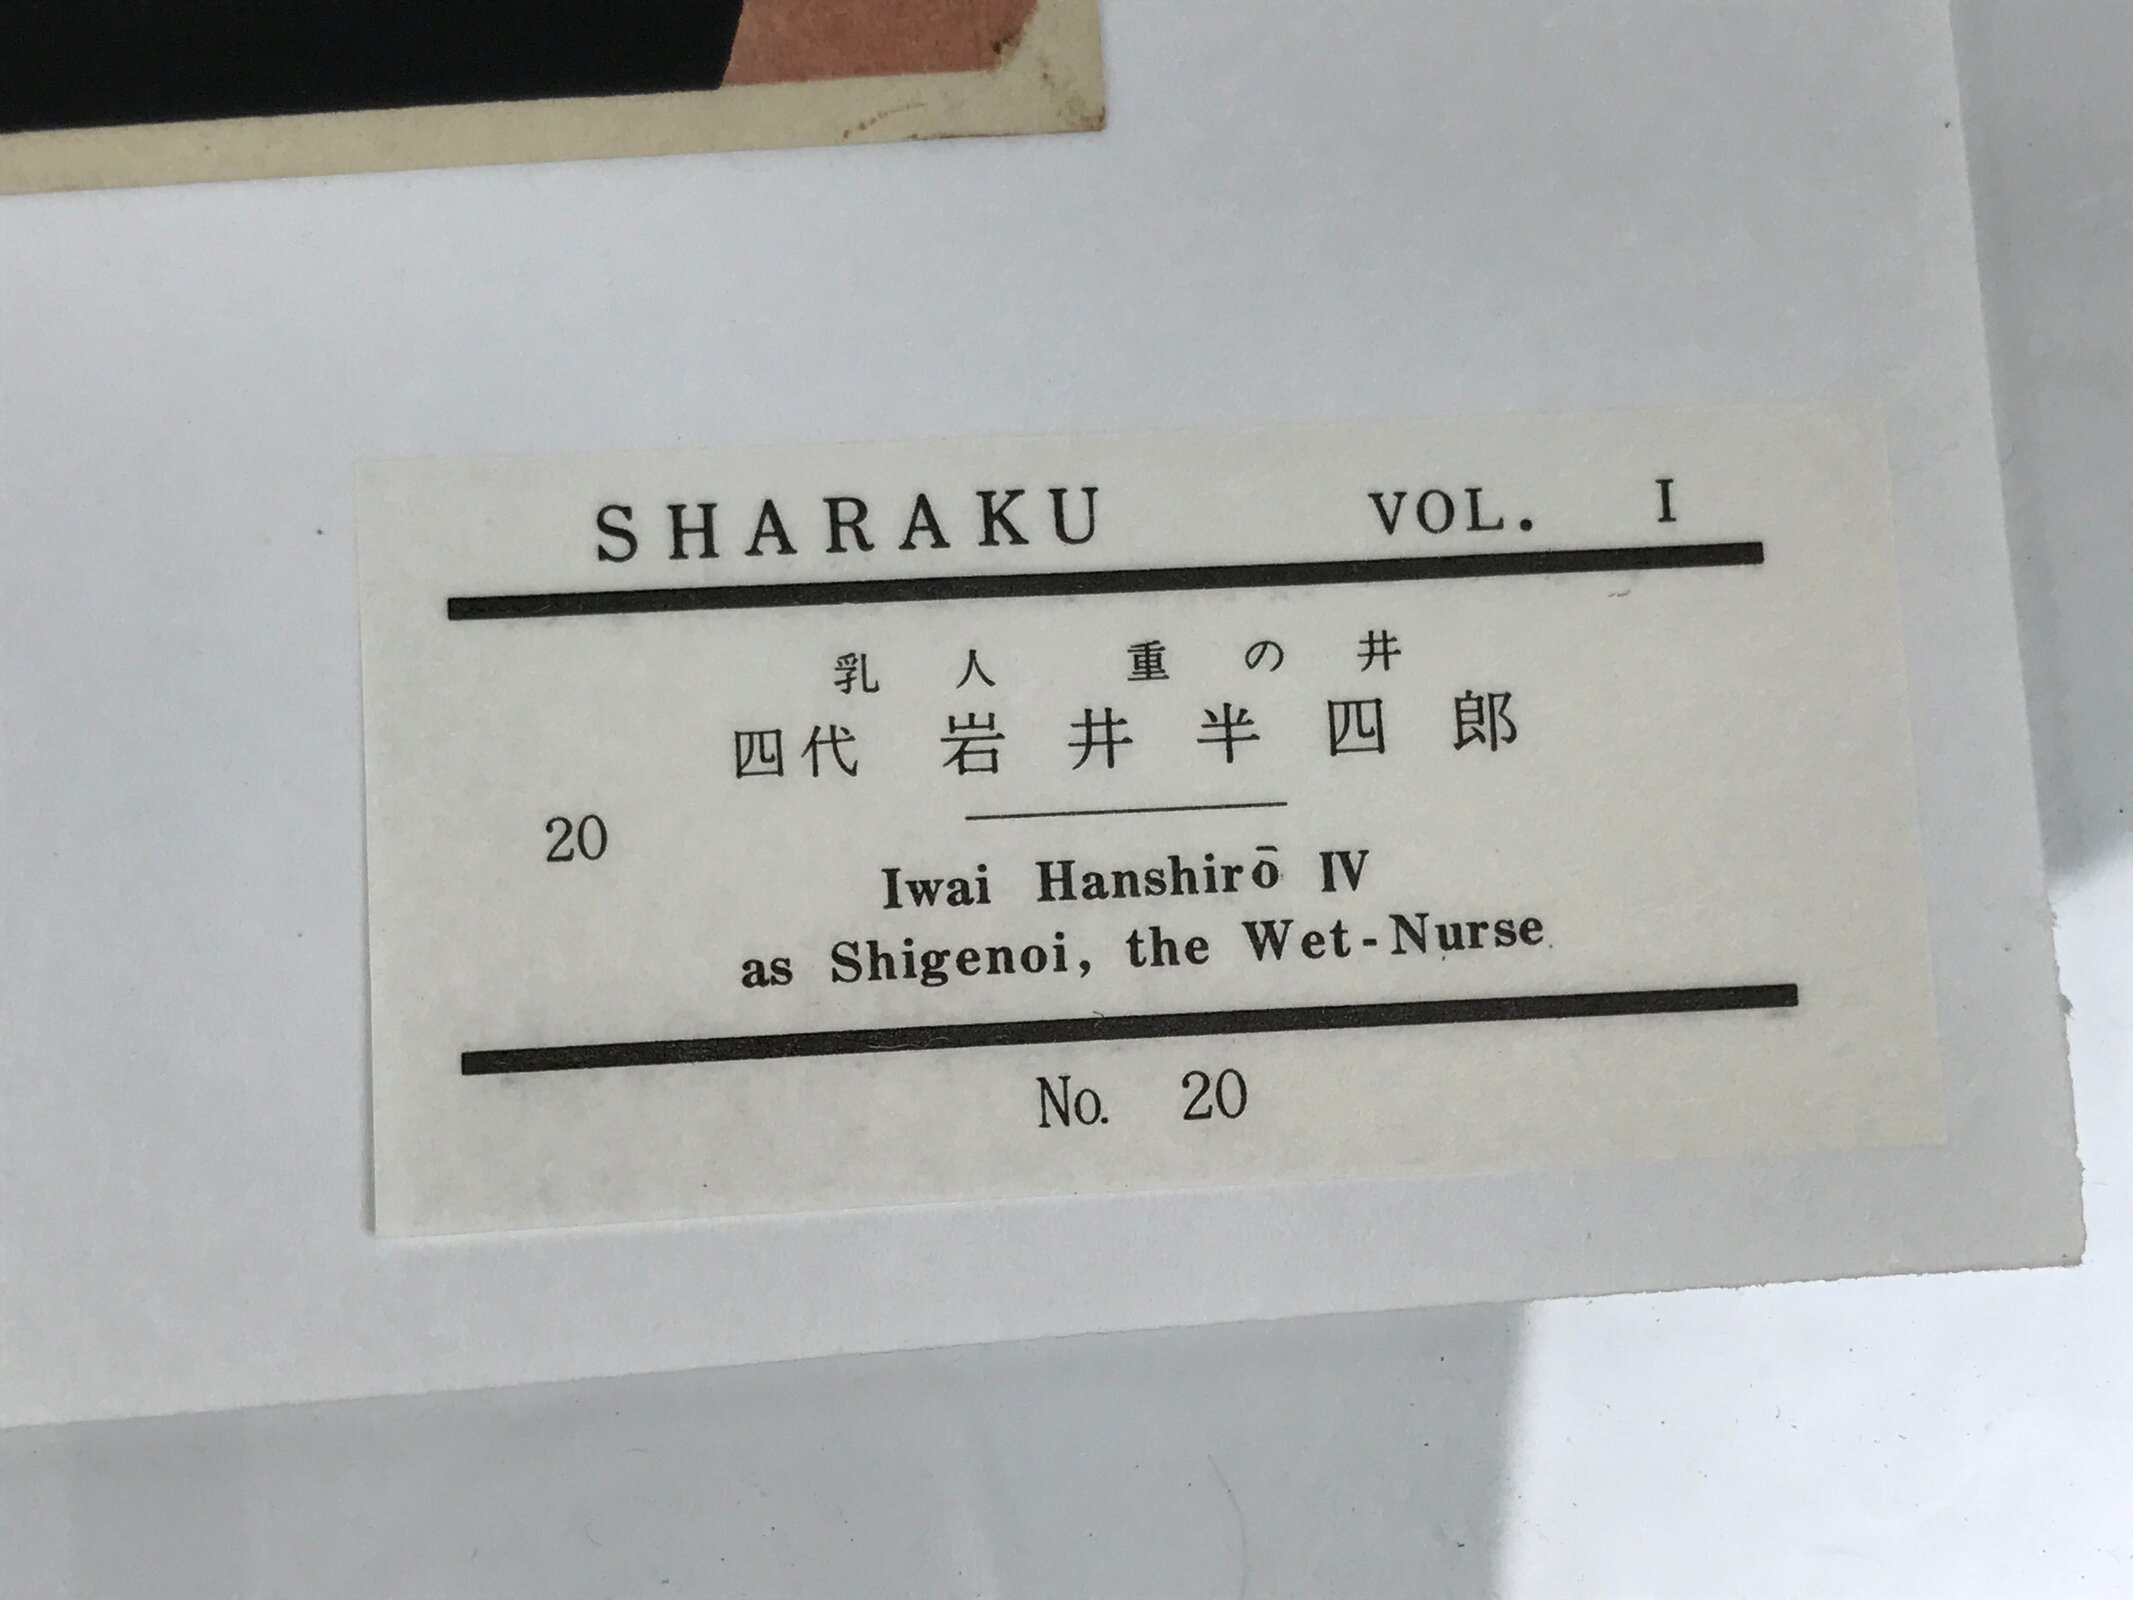 SHARAKU VOL. I
乳人 重の井
四代 岩井半四郎
20
Iwai Hanshirō IV
as Shigenoi, the Wet-Nurse
No. 20